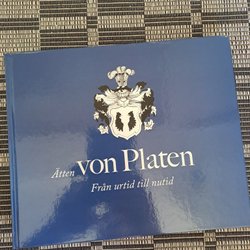 Ätten von Platen
Från urtid till nutid